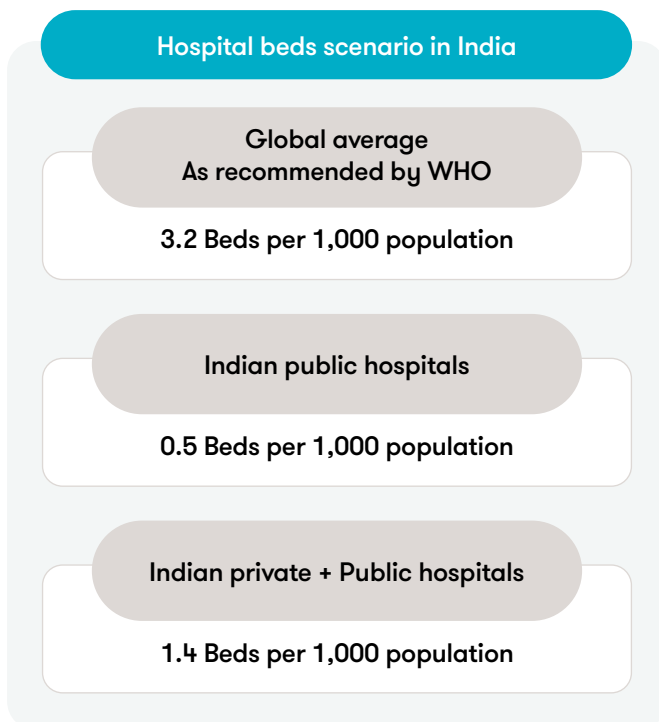 Hospital beds scenario in India
Global average
As recommended by WHO
3.2 Beds per 1,000 population
Indian public hospitals
0.5 Beds per 1,000 population
Indian private + Public hospitals
1.4 Beds per 1,000 population